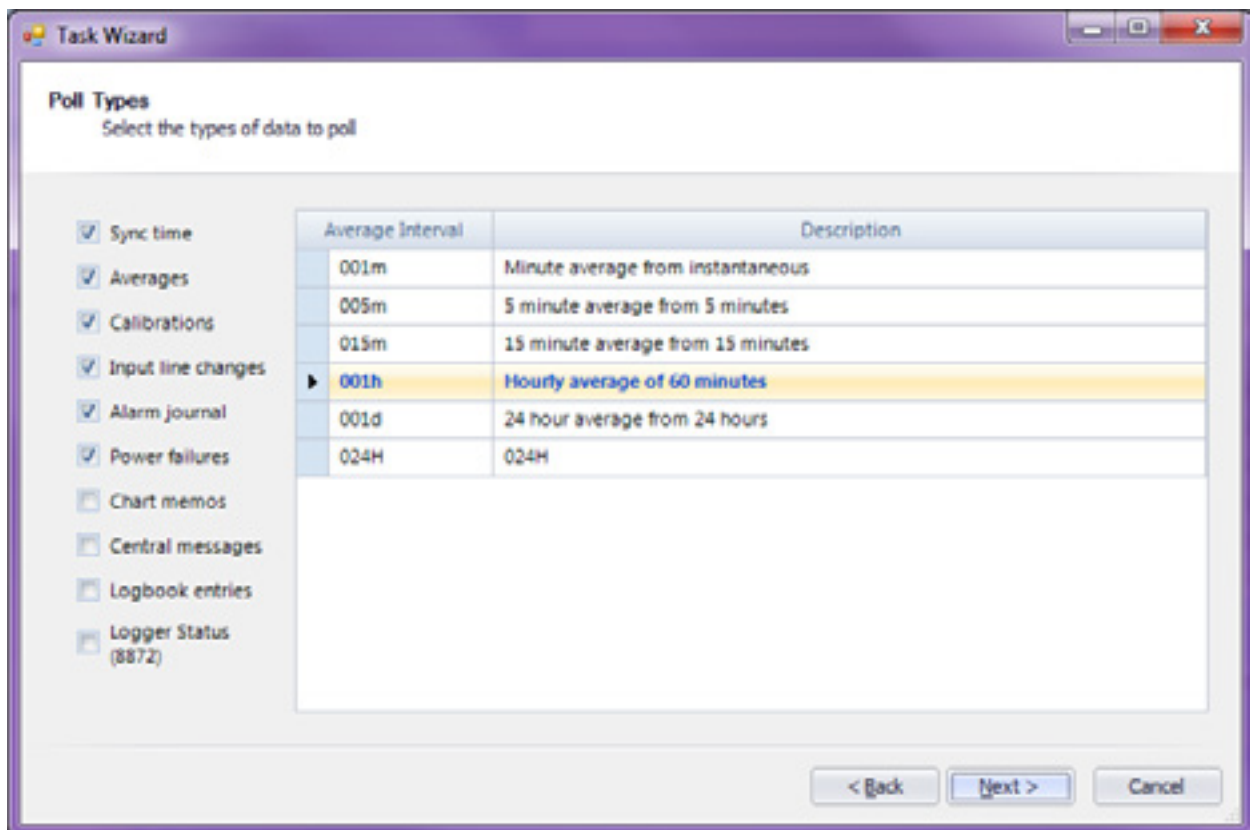 Task Wizard
Poll Types
Select the types of data to poll
Sync time
Averages
Calibrations
Input line changes
Alarm journal
Power failures
Chart memos
Central messages
Logbook entries
Logger Status
(8872)
Average Interval Description
001m Minute average from instantaneous
005m 5 minute average from 5 minutes
015m 15 minute average from 15 minutes
001h Hourly average of 60 minutes
001d 24 hour average from 24 hours
024H 024H
< Back Next > Cancel